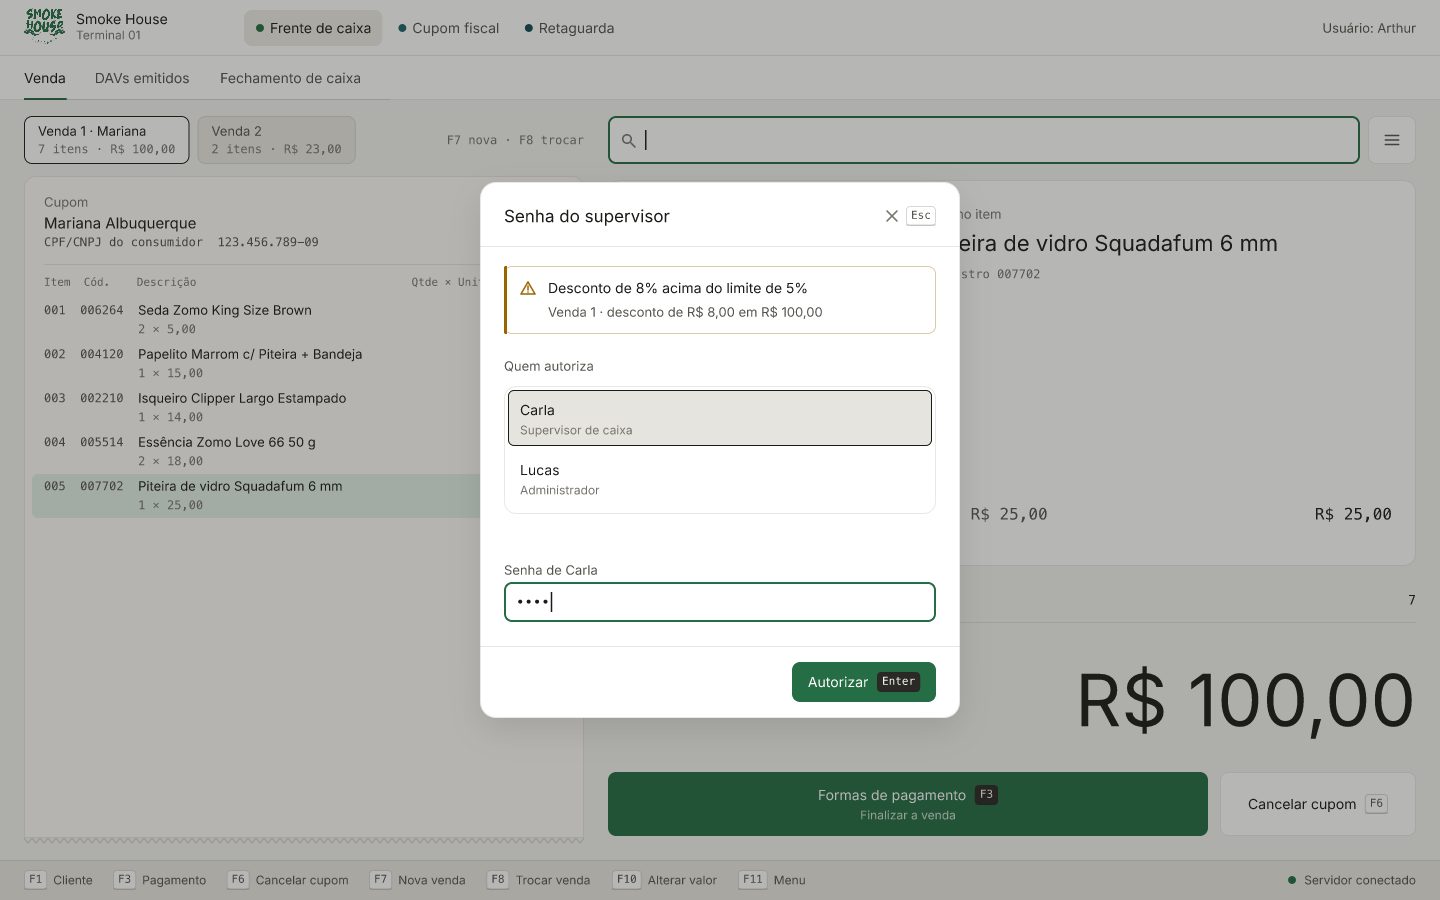 SMOKE
HOUSE
Smoke House
Terminal 01
Frente de caixa
Cupom fiscal
Retaguarda
Usuário: Arthur
Venda
DAVs emitidos
Fechamento de caixa
Venda 1 · Mariana
7 itens · R$ 100,00
Venda 2
2 itens · R$ 23,00
F7 nova · F8 trocar
Cupom
Mariana Albuquerque
CPF/CNPJ do consumidor 123.456.789-09
Item Cód. Descrição Qtde × Uni
001 006264 Seda Zomo King Size Brown
2 × 5,00
002 004120 Papelito Marrom c/ Piteira + Bandeja
1 × 15,00
003 002210 Isqueiro Clipper Largo Estampado
1 × 14,00
004 005514 Essência Zomo Love 66 50 g
2 × 18,00
005 007702 Piteira de vidro Squadafum 6 mm
1 × 25,00
Senha do supervisor
Esc
Desconto de 8% acima do limite de 5%
Venda 1 · desconto de R$ 8,00 em R$ 100,00
Quem autoriza
Carla
Supervisor de caixa
Lucas
Administrador
Senha de Carla
••••
Autorizar Enter
no item
eira de vidro Squadafum 6 mm
stro 007702
R$ 25,00
R$ 25,00
7
R$ 100,00
Formas de pagamento F3
Finalizar a venda
Cancelar cupom F6
F1 Cliente F3 Pagamento F6 Cancelar cupom F7 Nova venda F8 Trocar venda F10 Alterar valor F11 Menu
Servidor conectado